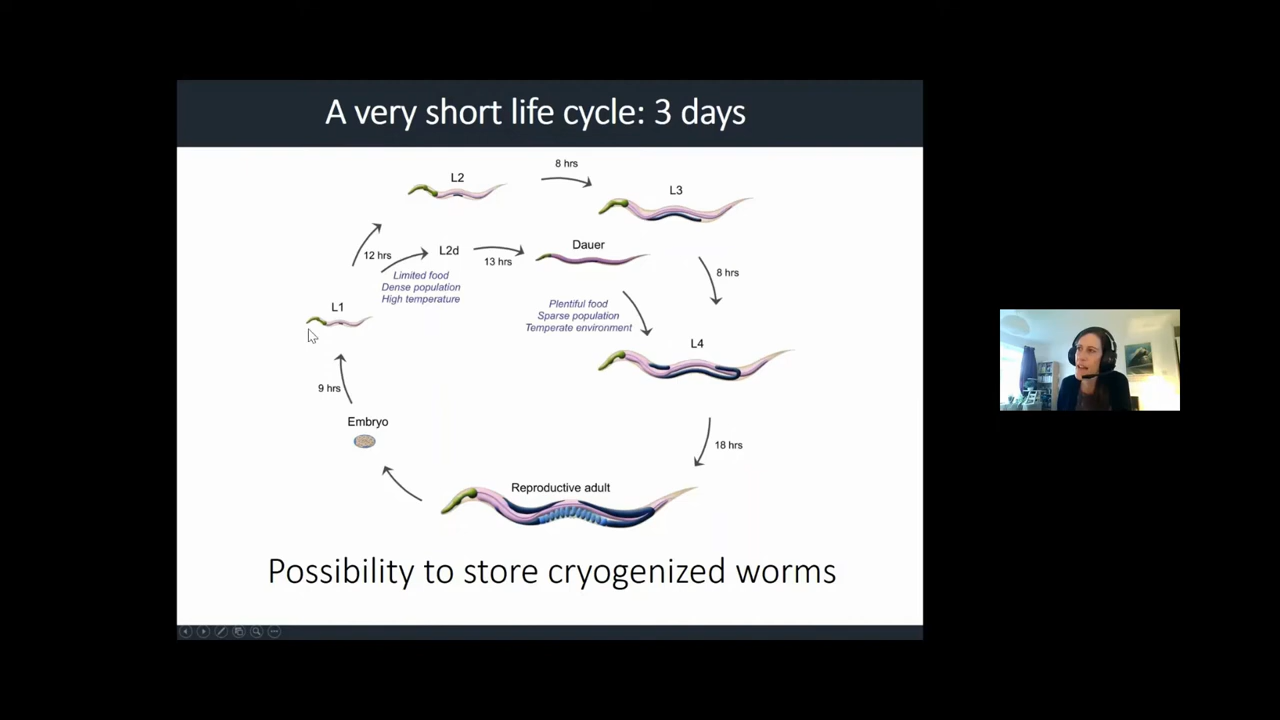 A very short life cycle: 3 days
8 hrs
L2
L3
12 hrs
L2d
13 hrs
Dauer
8 hrs
Limited food
Dense population
High temperature
Plentiful food
Sparse population
Temperate environment
L1
L4
9 hrs
Embryo
18 hrs
Reproductive adult
Possibility to store cryogenized worms